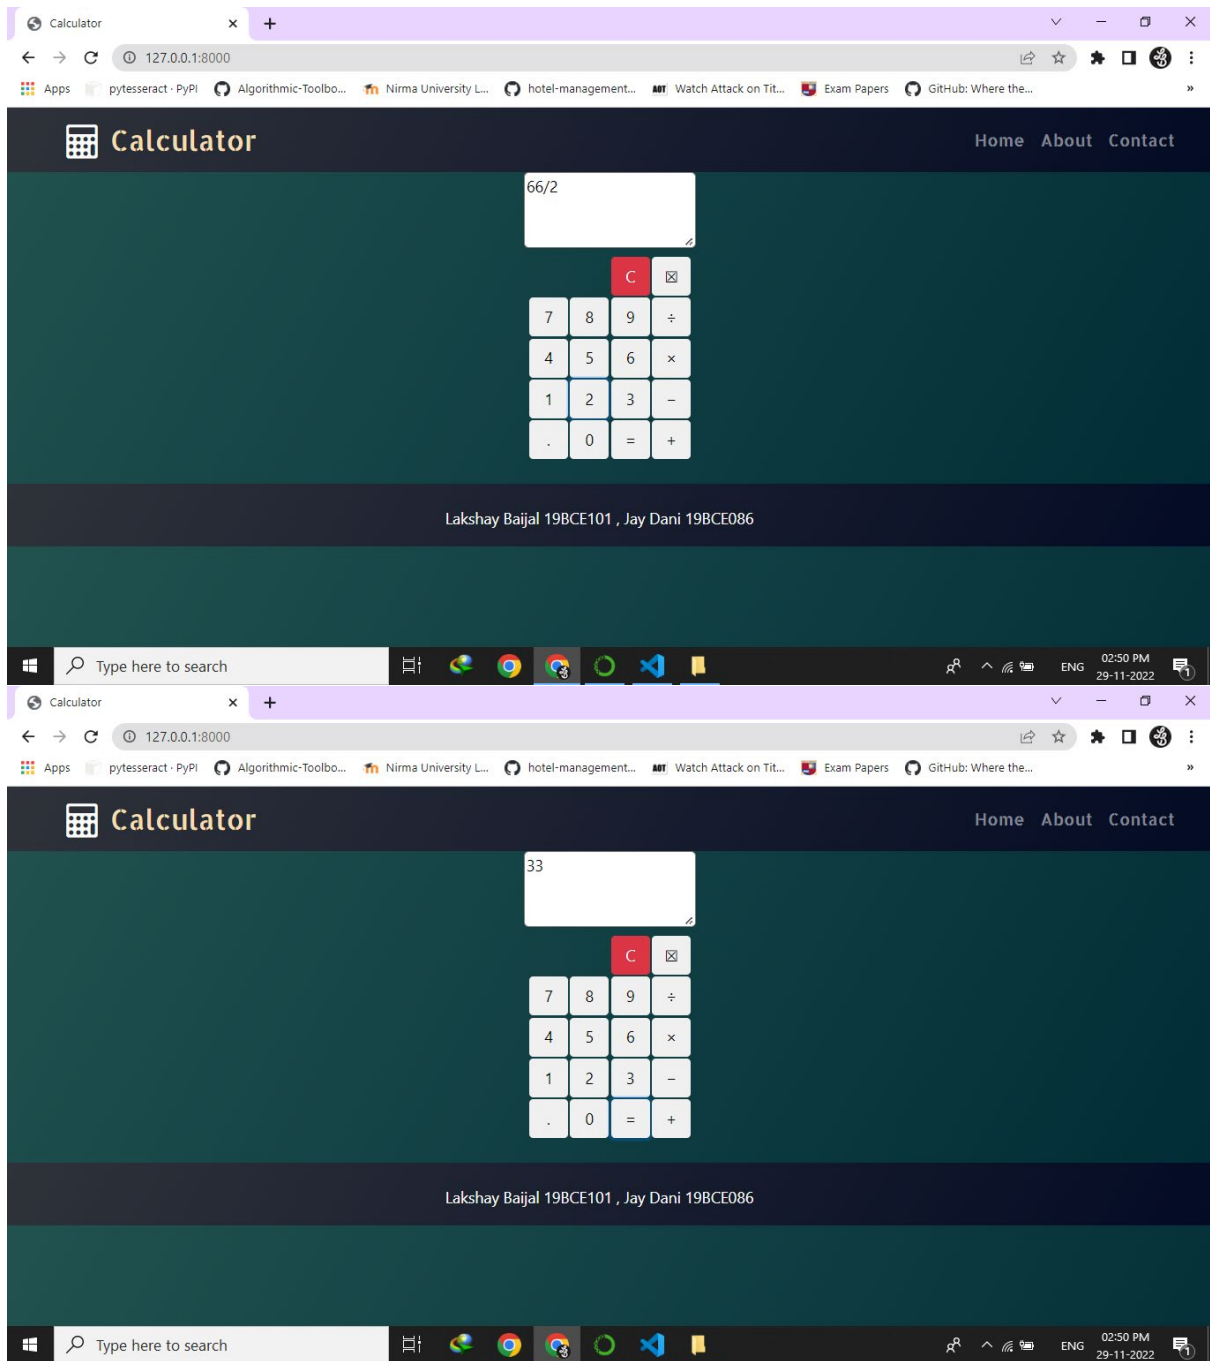 Calculator
127.0.0.1:8000
Apps pytesseract · PyPI Algorithmic-Toolbo... Nirma University L... hotel-management... AOT Watch Attack on Tit... Exam Papers GitHub: Where the... »
Calculator Home About Contact
66/2
C
7 8 9 ÷
4 5 6 ×
1 2 3 −
. 0 = +
Lakshay Baijal 19BCE101 , Jay Dani 19BCE086
Type here to search ENG 02:50 PM
29-11-2022
1
Calculator
127.0.0.1:8000
Apps pytesseract · PyPI Algorithmic-Toolbo... Nirma University L... hotel-management... AOT Watch Attack on Tit... Exam Papers GitHub: Where the... »
Calculator Home About Contact
33
C
7 8 9 ÷
4 5 6 ×
1 2 3 −
. 0 = +
Lakshay Baijal 19BCE101 , Jay Dani 19BCE086
Type here to search ENG 02:50 PM
29-11-2022
1